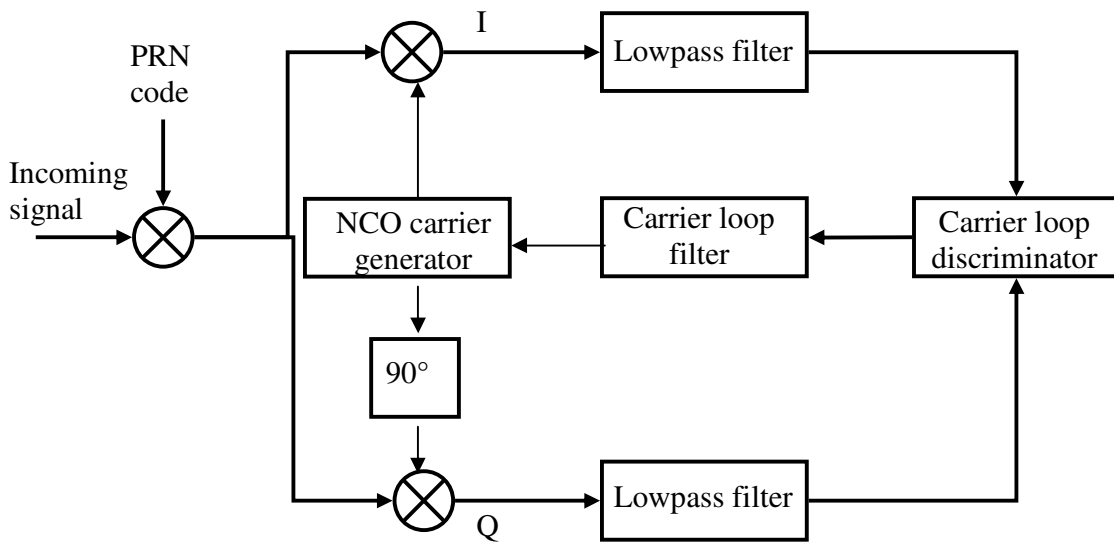 I
Lowpass filter
PRN
code
Incoming
signal
NCO carrier
generator
Carrier loop
filter
Carrier loop
discriminator
90°
Lowpass filter
Q